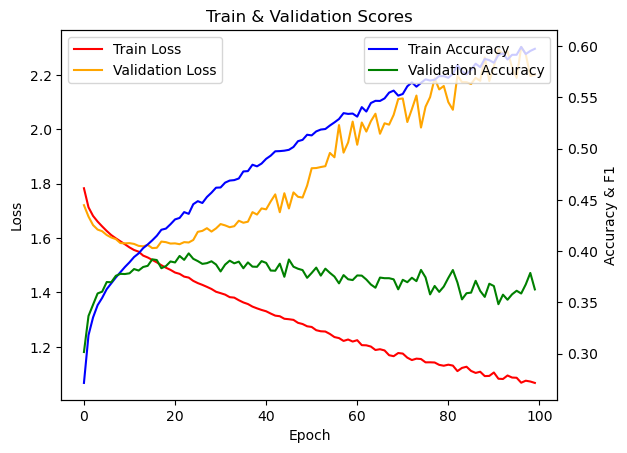 Train & Validation Scores
Train Loss
Validation Loss
Train Accuracy
Validation Accuracy
2.2
2.0
1.8
1.6
1.4
1.2
Loss
0.60
0.55
0.50
0.45
0.40
0.35
0.30
Accuracy & F1
0 20 40 60 80 100
Epoch